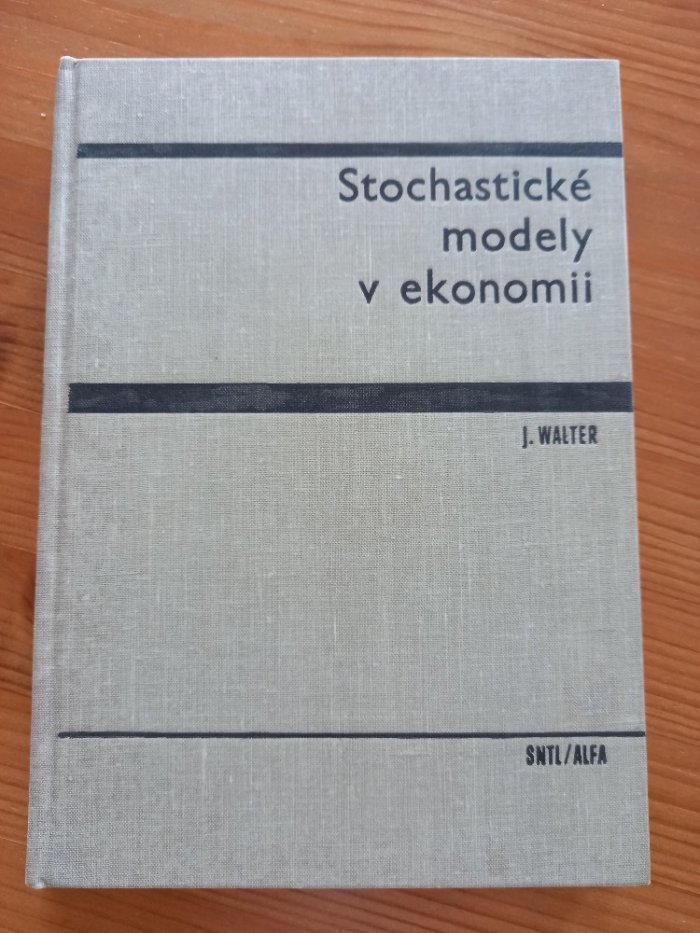 Stochastické
modely
v ekonomii
J. WALTER
SNTL/ALFA